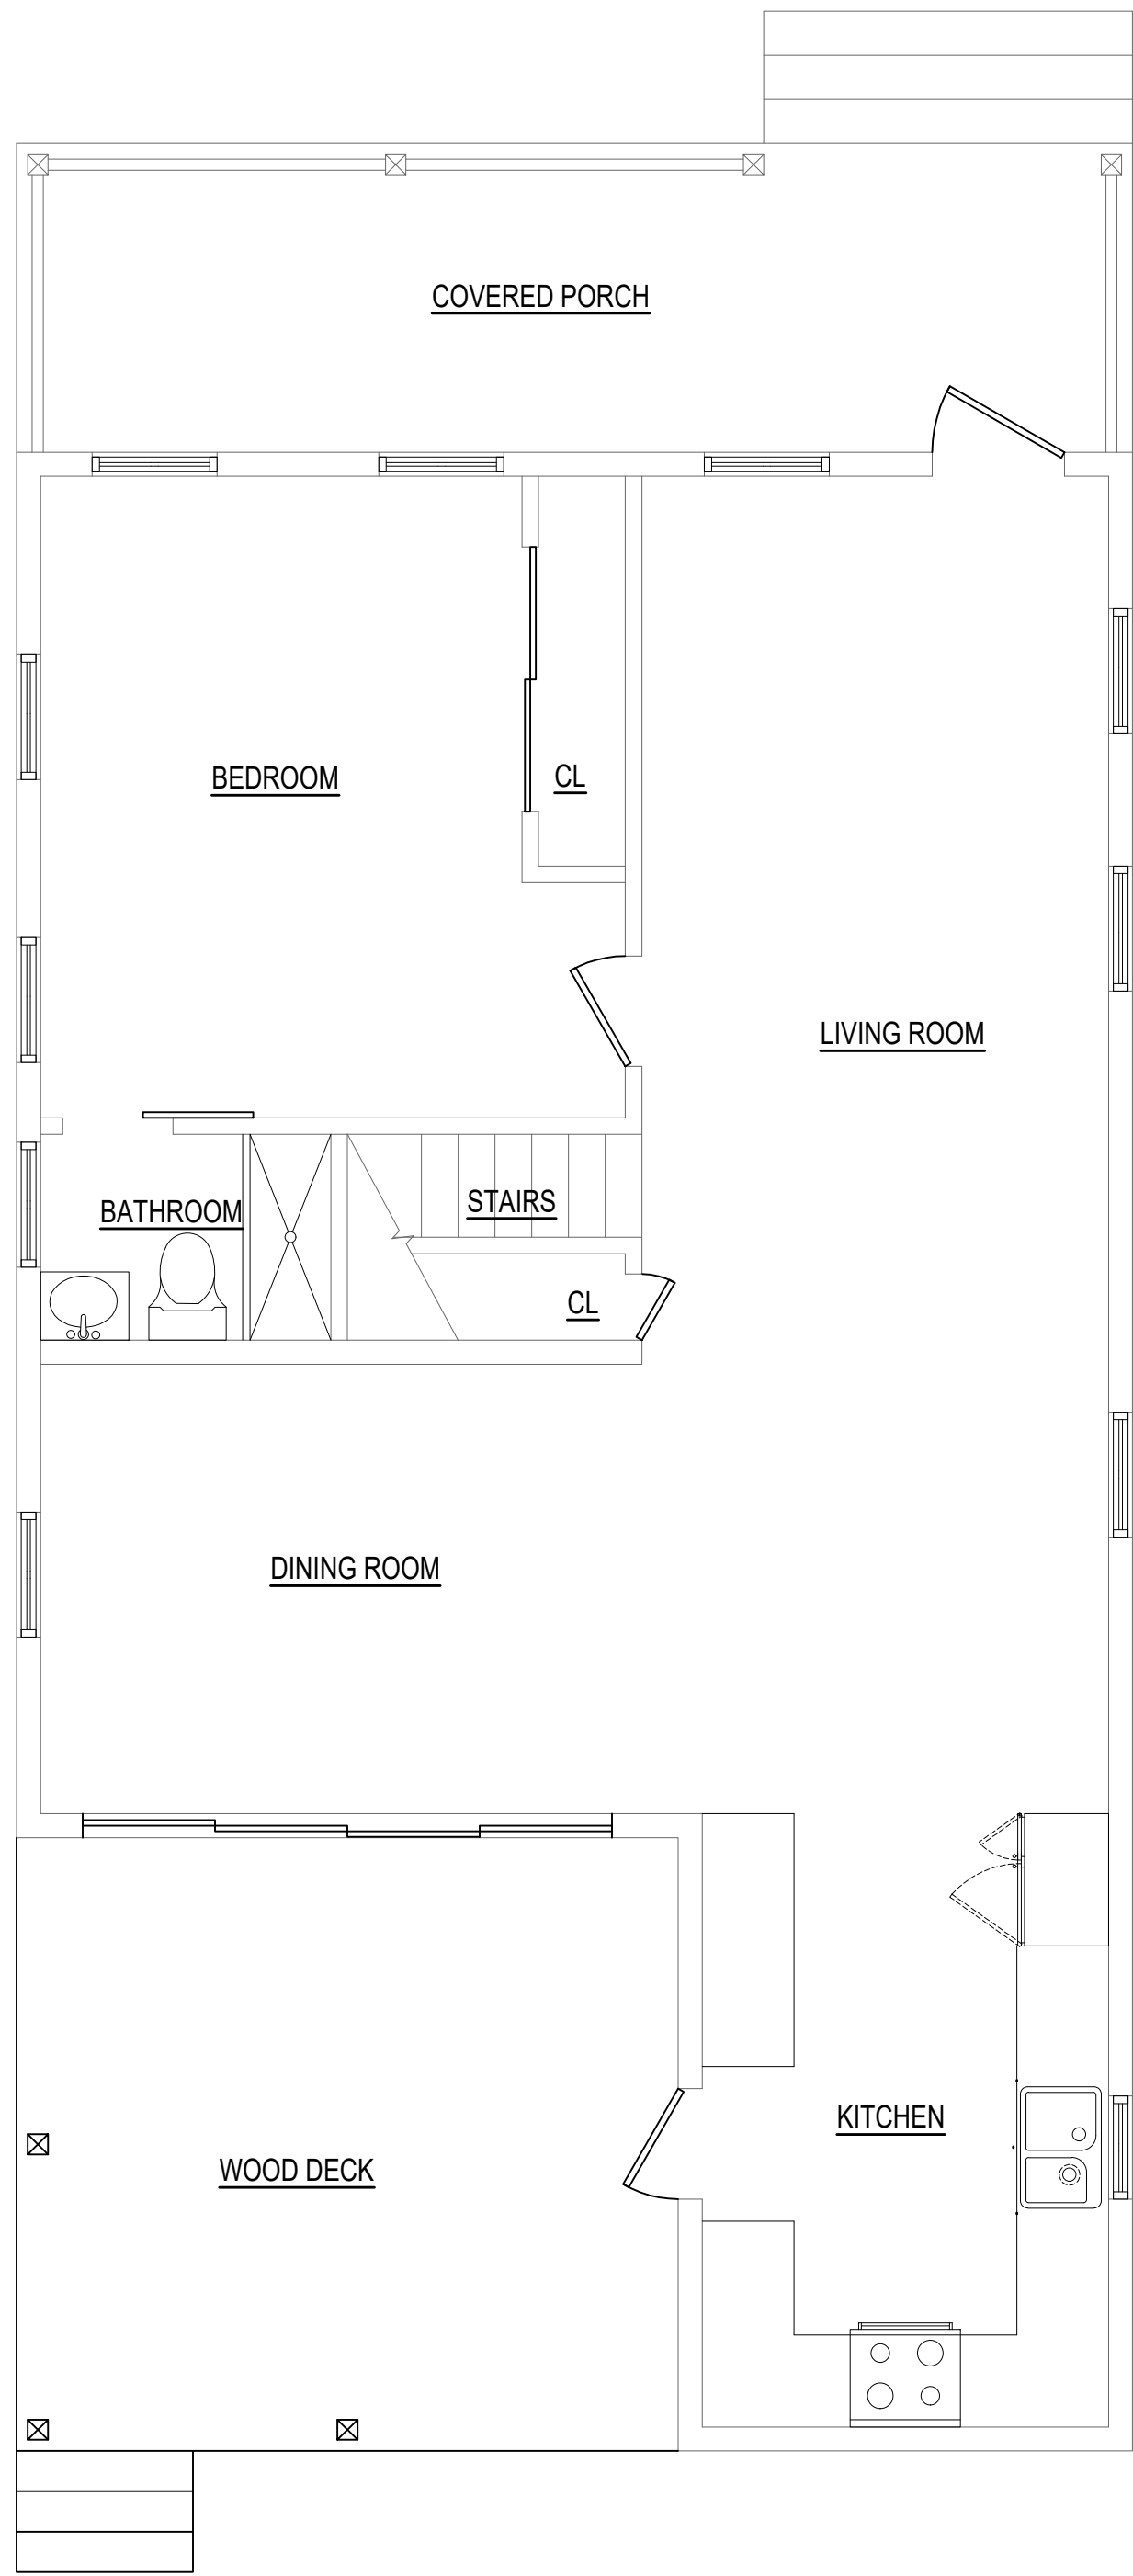 COVERED PORCH
BEDROOM
CL
LIVING ROOM
BATHROOM
STAIRS
CL
DINING ROOM
KITCHEN
WOOD DECK